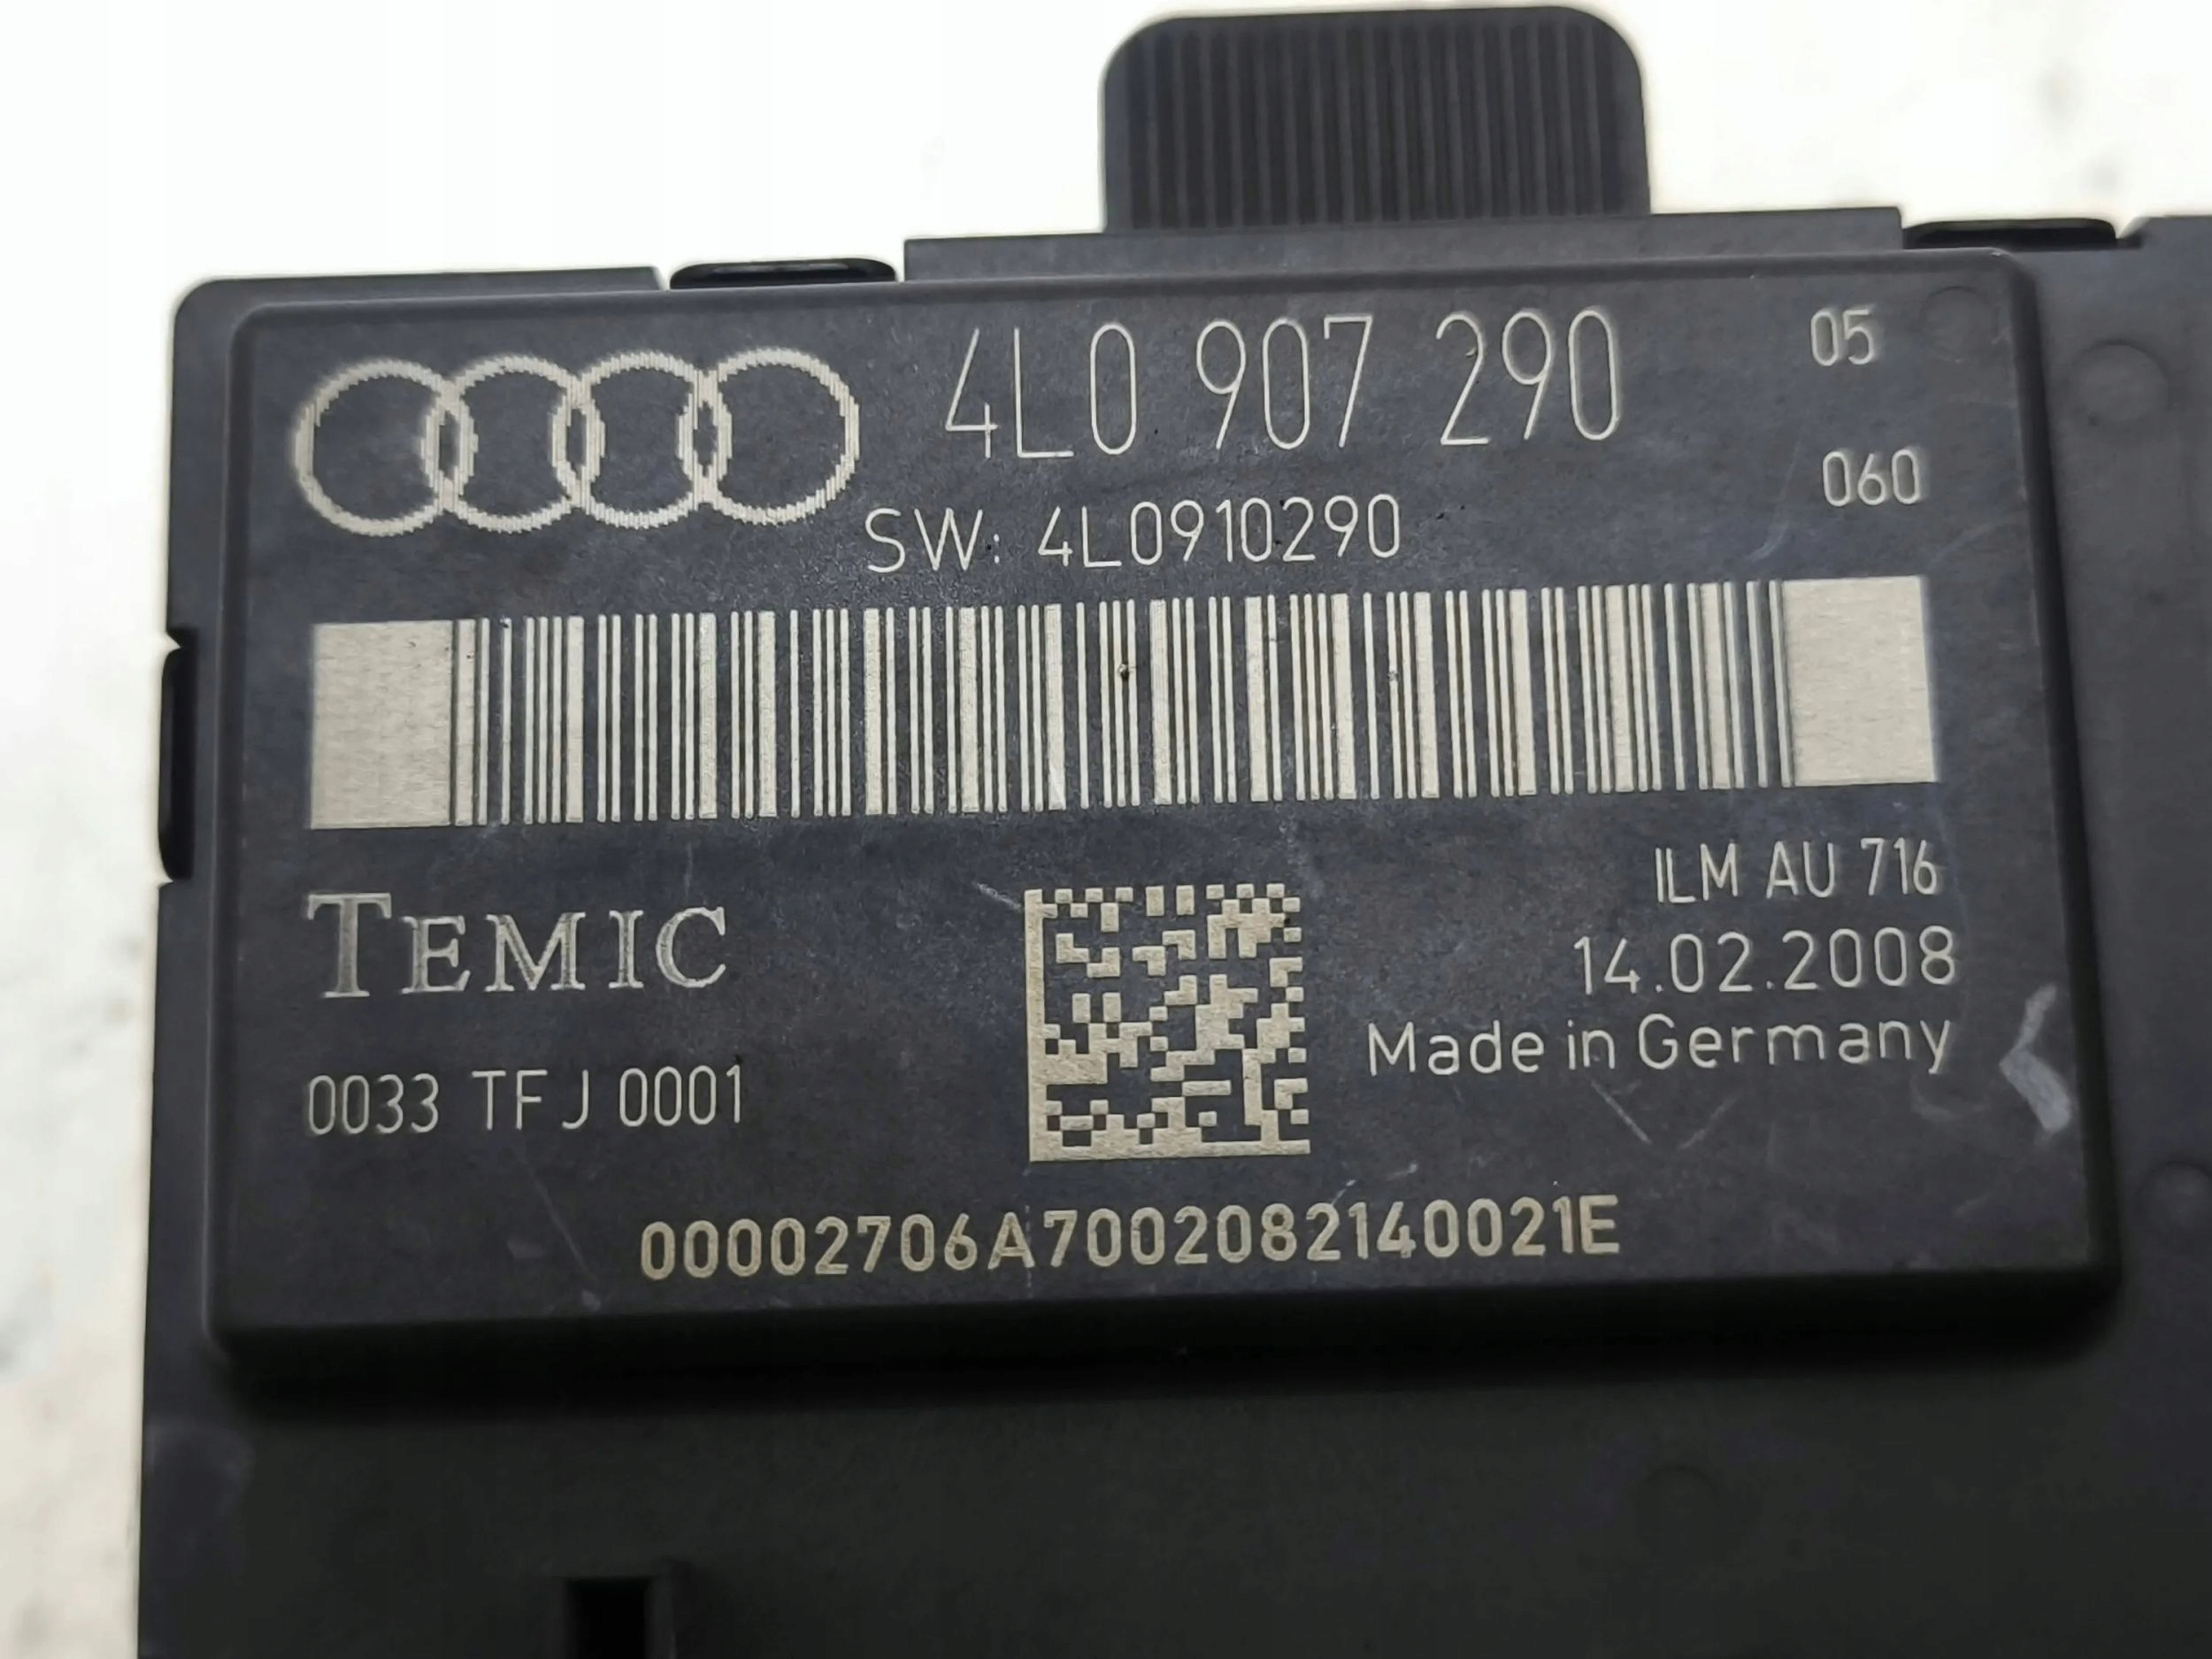 4L0 907 290 05
060
SW: 4L0910290
TEMIC
ILM AU 716
14.02.2008
Made in Germany
0033 TFJ 0001
00002706A7002082140021E